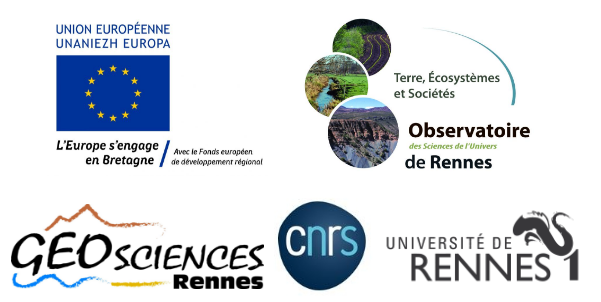 UNION EUROPÉENNE
UNANIEZH EUROPA
L'Europe s'engage
en Bretagne
Avec le Fonds européen
de développement régional
Terre, Écosystèmes
et Sociétés
Observatoire
des Sciences de l'Univers
de Rennes
GEOSCIENCES
Rennes
cnrs
UNIVERSITÉ DE
RENNES 1